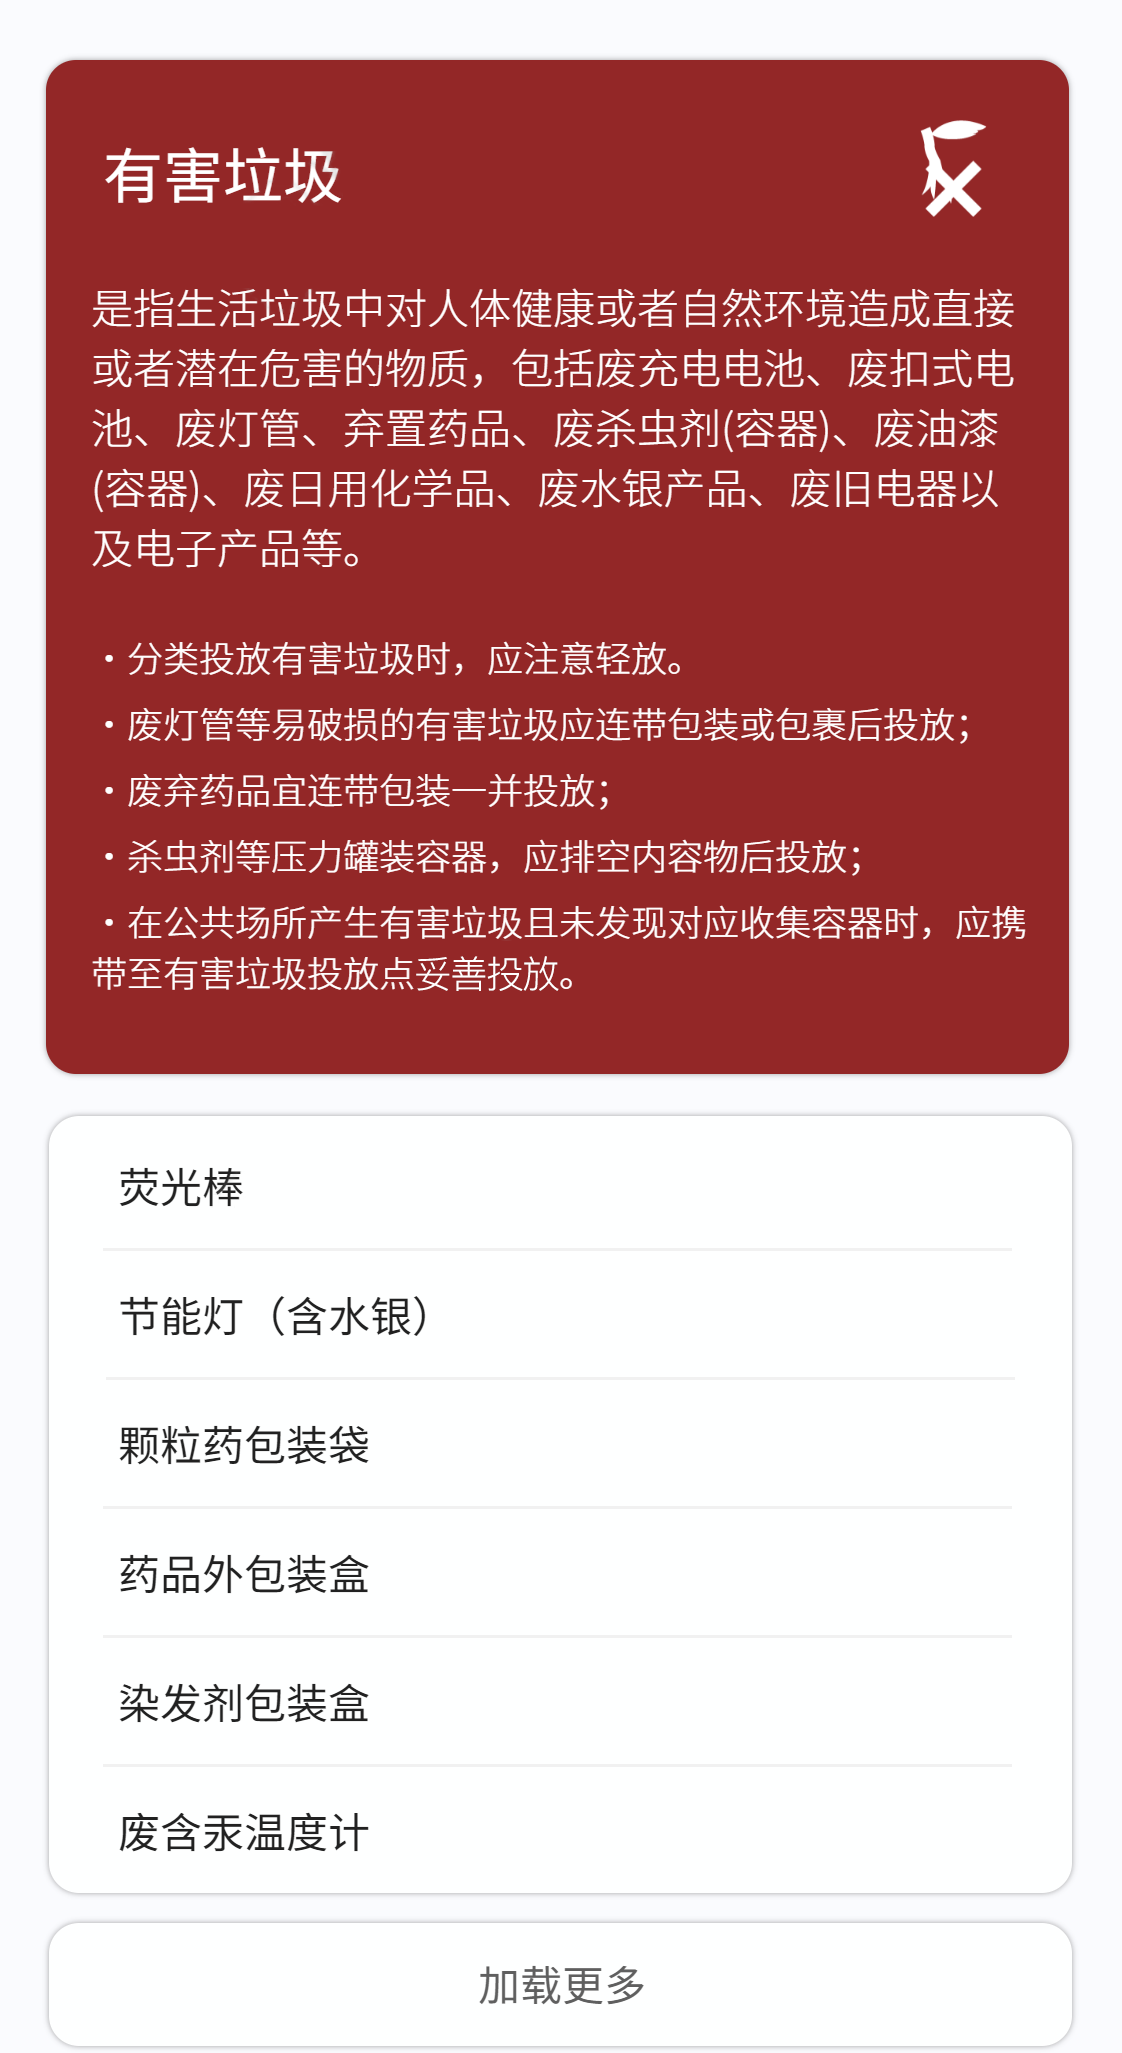 有害垃圾
是指生活垃圾中对人体健康或者自然环境造成直接
或者潜在危害的物质，包括废充电电池、废扣式电
池、废灯管、弃置药品、废杀虫剂(容器)、废油漆
(容器)、废日用化学品、废水银产品、废旧电器以
及电子产品等。
・分类投放有害垃圾时，应注意轻放。
・废灯管等易破损的有害垃圾应连带包装或包裹后投放；
・废弃药品宜连带包装一并投放；
・杀虫剂等压力罐装容器，应排空内容物后投放；
・在公共场所产生有害垃圾且未发现对应收集容器时，应携
带至有害垃圾投放点妥善投放。
荧光棒
节能灯（含水银）
颗粒药包装袋
药品外包装盒
染发剂包装盒
废含汞温度计
加载更多